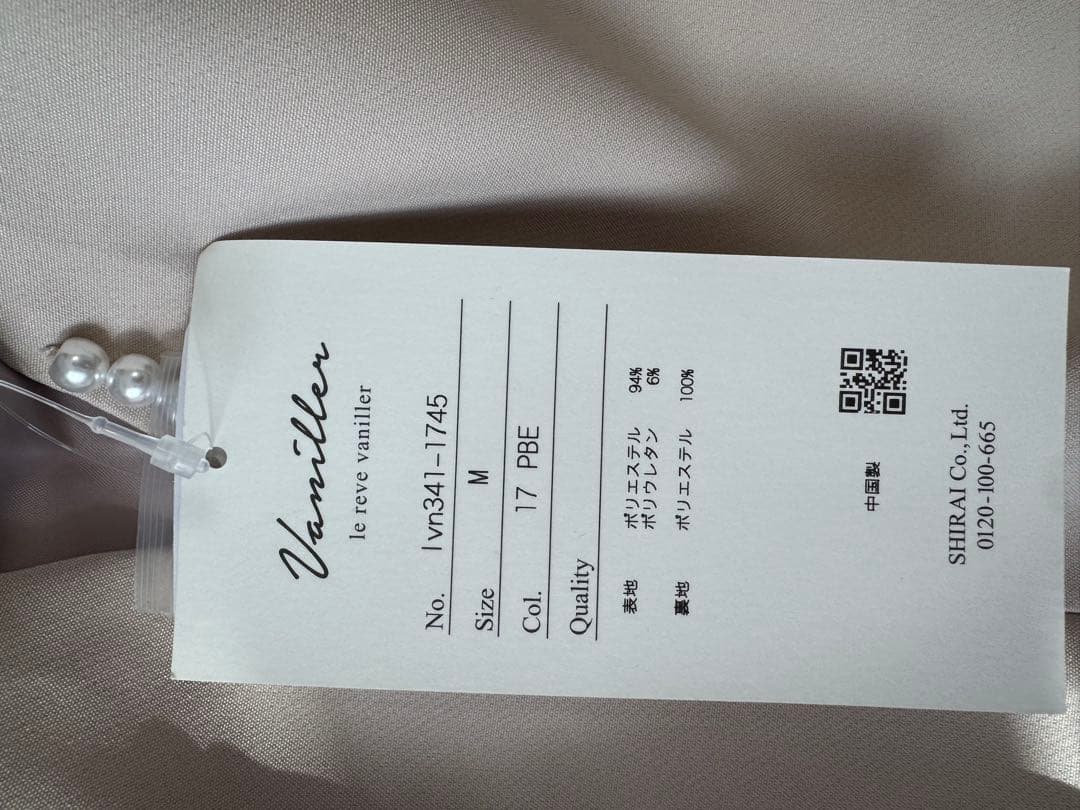 Vaniller
le reve vaniller
No. lvn341-1745
Size M
Col. 17 PBE
Quality
表地 ポリエステル 94%
ポリウレタン 6%
裏地 ポリエステル 100%
中国製
SHIRAI Co.,Ltd.
0120-100-665